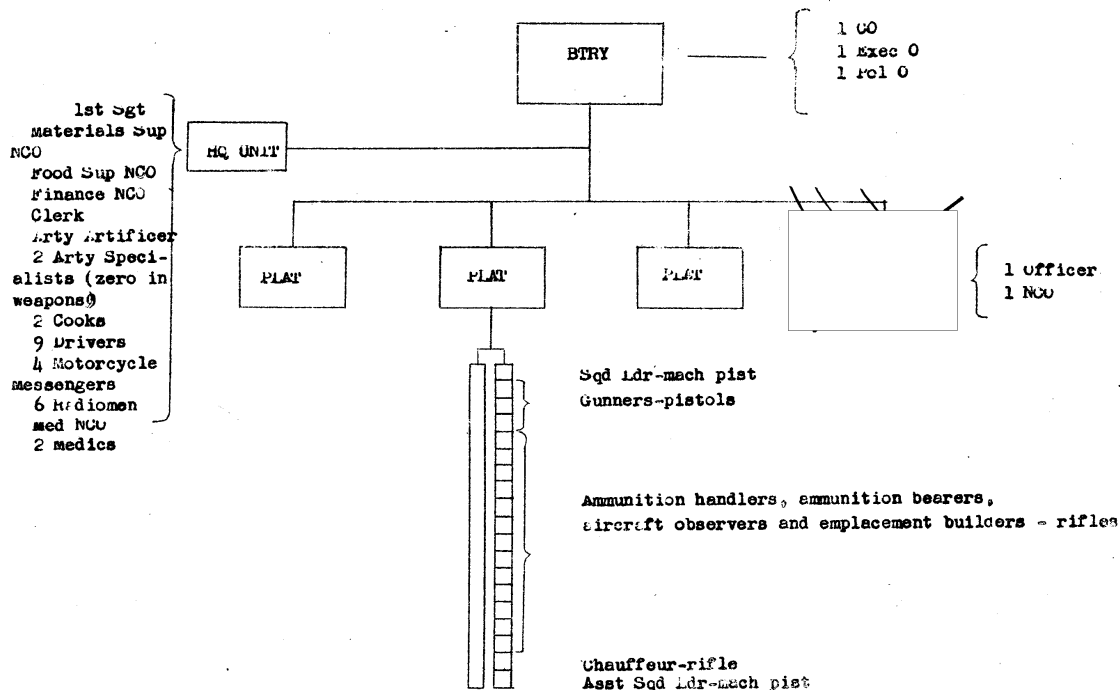 BTRY
1 CO
1 Exec O
1 Pol O
1st Sgt
Materials Sup
NCO
Food Sup NCO
Finance NCO
Clerk
Arty Artificer
2 Arty Speci-
alists (zero in
weapons)
2 Cooks
9 Drivers
4 Motorcycle
messengers
6 Radiomen
med NCO
2 medics
HQ UNIT
PLAT
PLAT
PLAT
1 Officer
1 NCO
Sqd Ldr-mach pist
Gunners-pistols
Ammunition handlers, ammunition bearers,
aircraft observers and emplacement builders - rifles
Chauffeur-rifle
Asst Sqd Ldr-mach pist